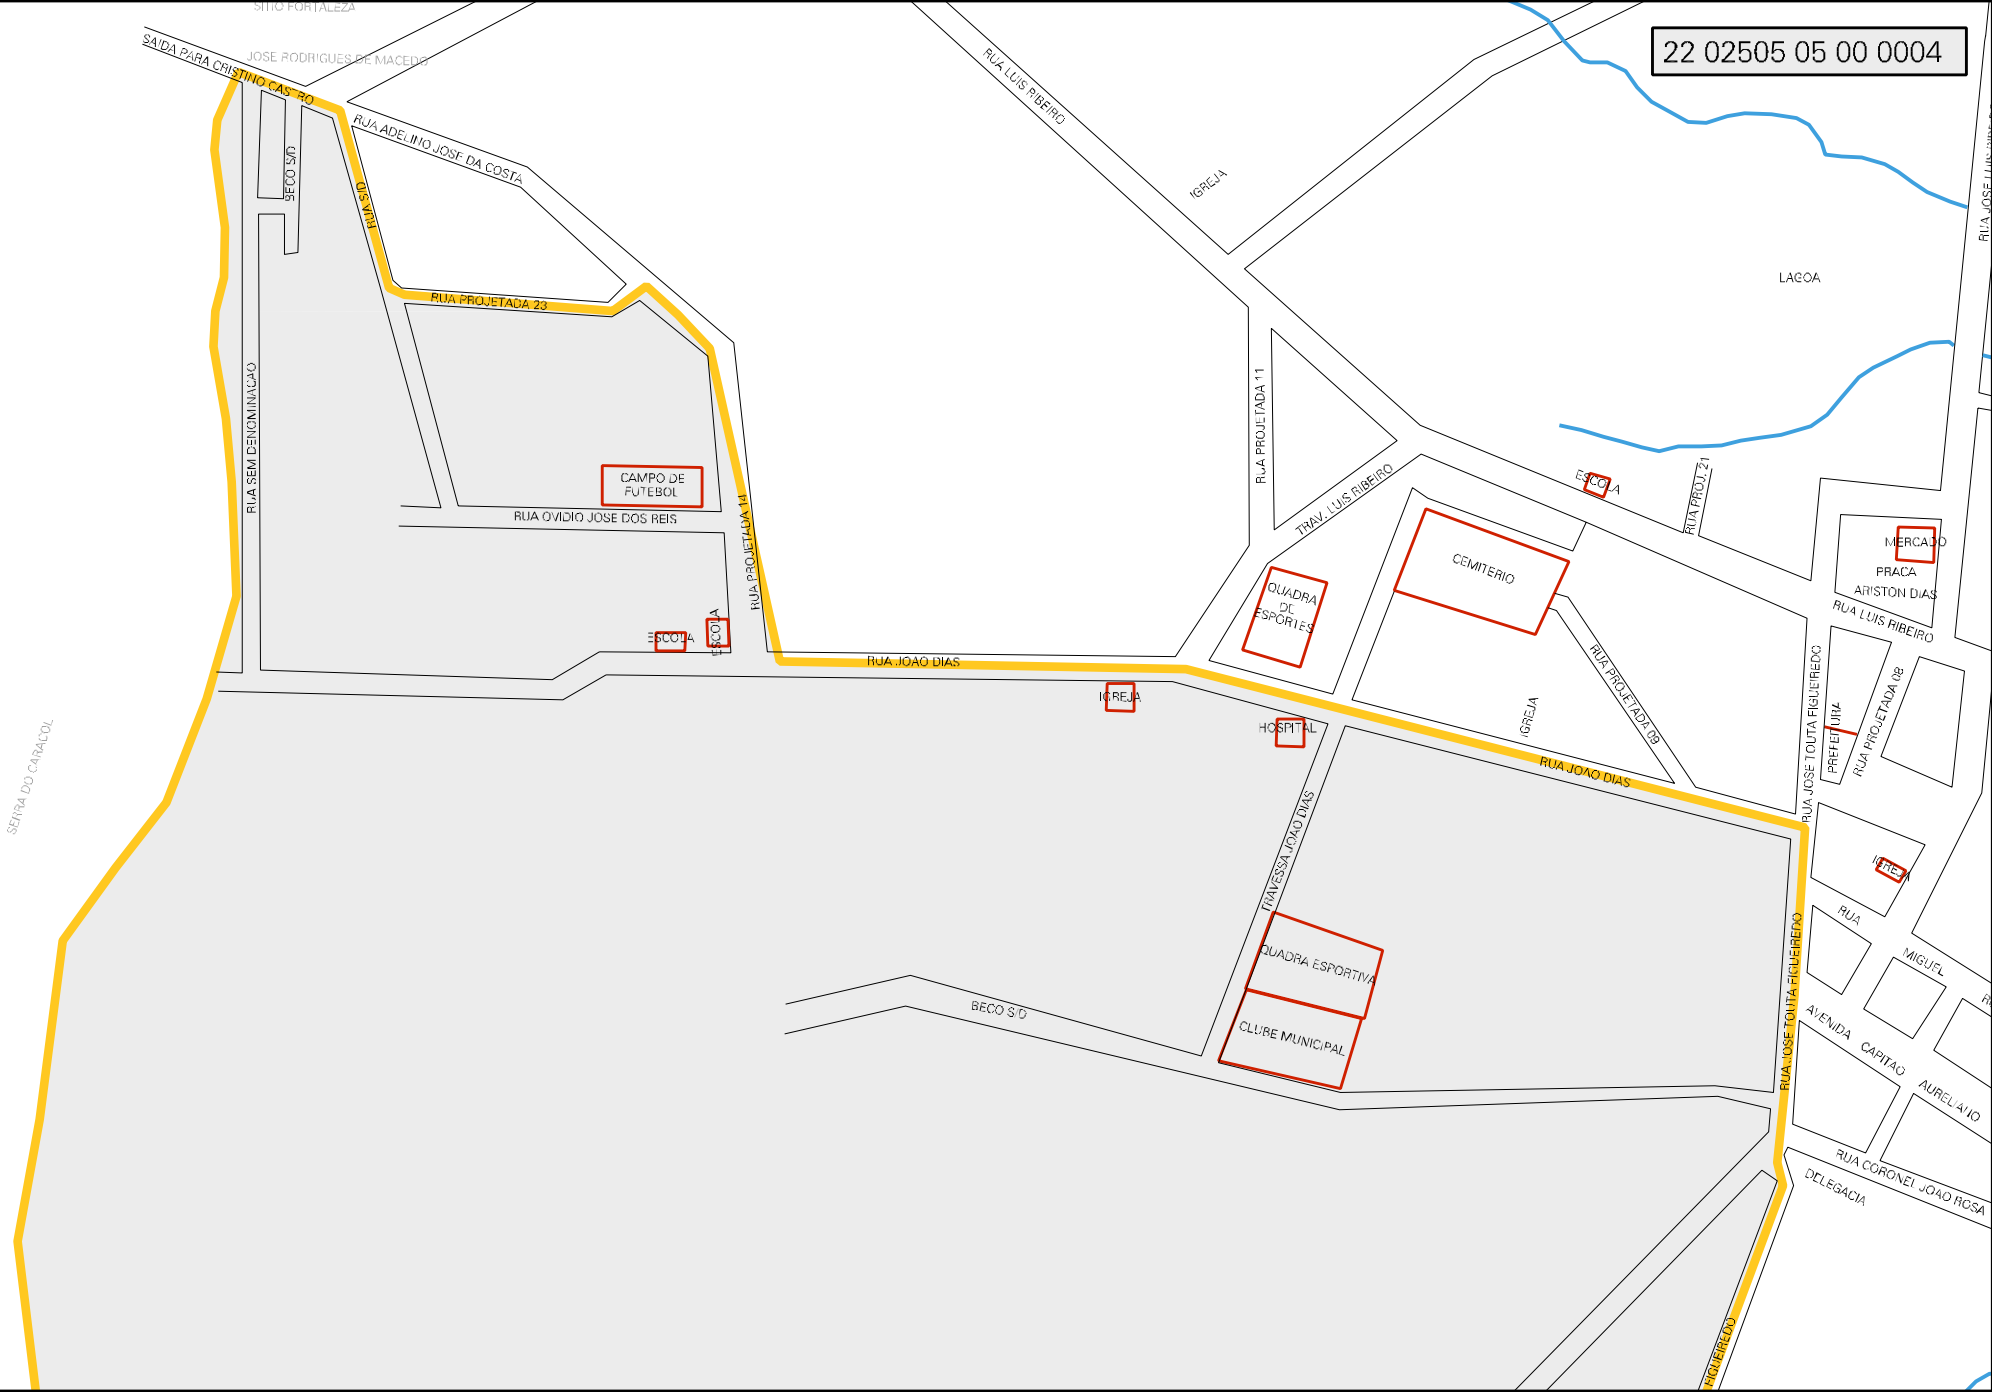 SITIO FORTALEZA
22 02505 05 00 0004
SAIDA PARA CRISTINO CASTRO
JOSE RODRIGUES DE MACEDO
RUA LUIS RIBEIRO
RUA ADELINO JOSE DA COSTA
BECO S/D
RUA S/D
IGREJA
LAGOA
RUA PROJETADA 23
RUA SEM DENOMINACAO
RUA PROJETADA 11
CAMPO DE
FUTEBOL
RUA OVIDIO JOSE DOS REIS
RUA PROJETADA 14
TRAV. LUIS RIBEIRO
ESCOLA
RUA PROJ. 21
MERCADO
PRACA
ARISTON DIAS
RUA LUIS RIBEIRO
CEMITERIO
QUADRA
DE
ESPORTES
ESCOLA
ESCOLA
RUA JOAO DIAS
IGREJA
HOSPITAL
IGREJA
RUA PROJETADA 09
RUA JOSE TOUTA FIGUEIREDO
PREFEITURA
RUA PROJETADA 08
RUA JOAO DIAS
SERRA DO CARACOL
TRAVESSA JOAO DIAS
IGREJA
RUA
MIGUEL
QUADRA ESPORTIVA
CLUBE MUNICIPAL
BECO S/D
RUA JOSE TOUTA FIGUEIREDO
AVENIDA
CAPITAO
AURELIANO
RUA CORONEL JOAO ROSA
DELEGACIA
FIGUEIREDO